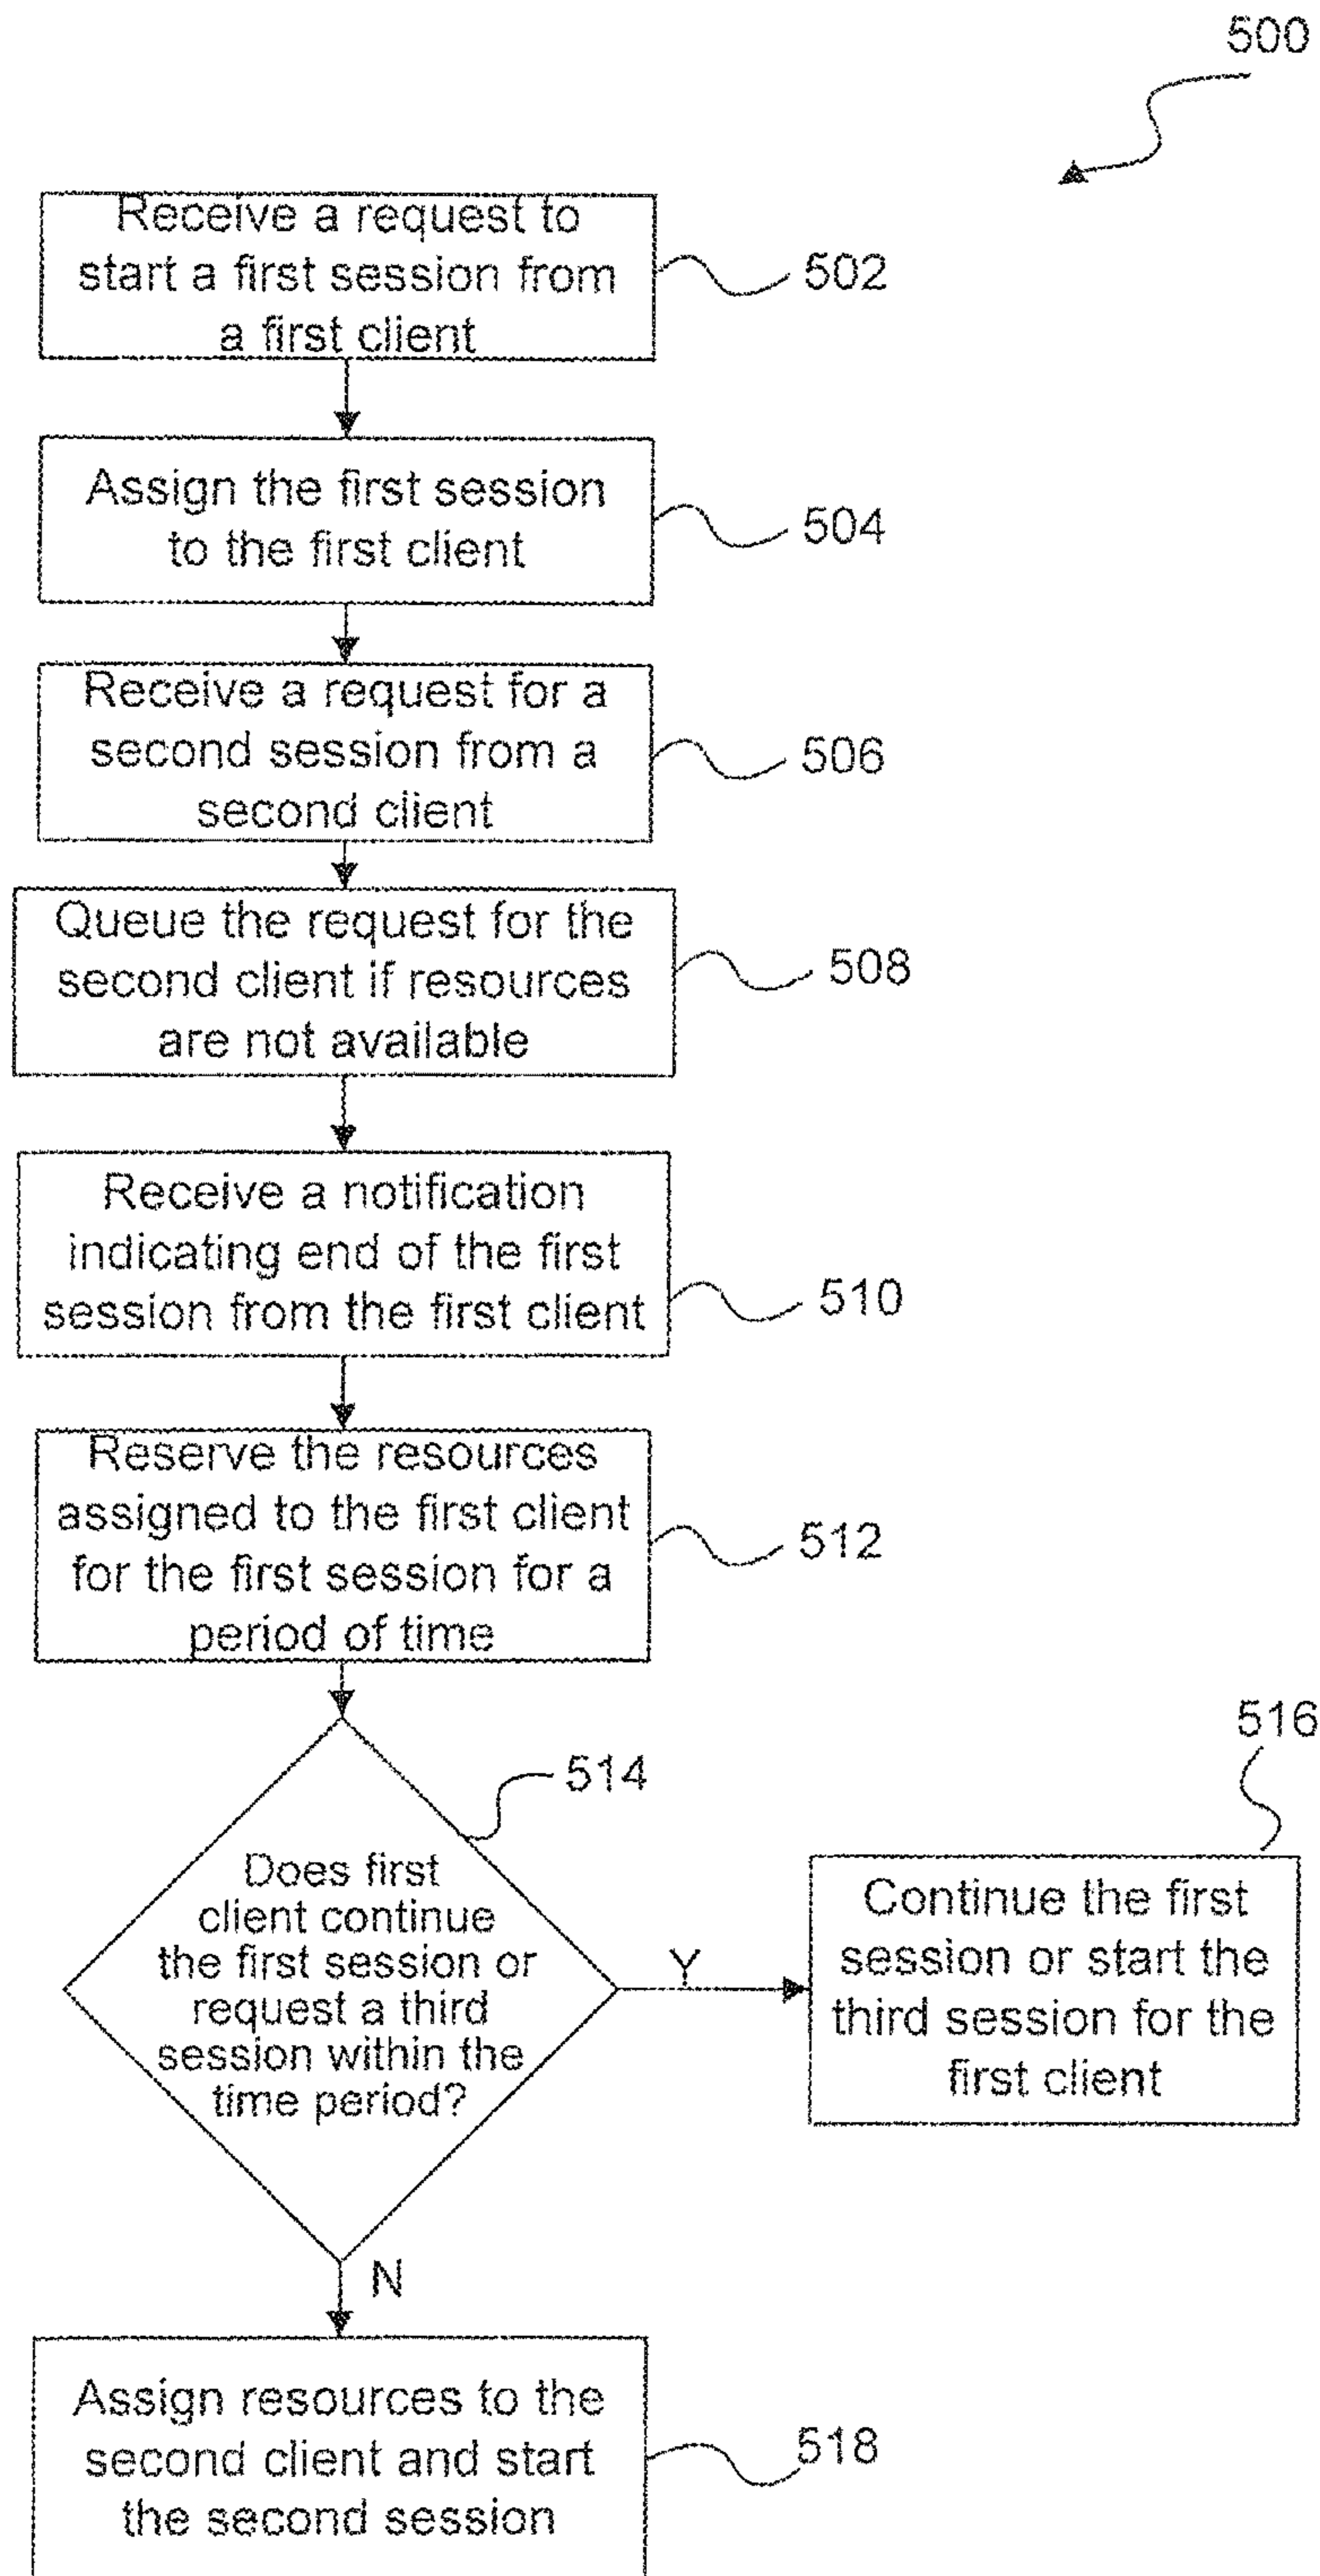 500
Receive a request to
start a first session from
a first client
502
Assign the first session
to the first client
504
Receive a request for a
second session from a
second client
506
Queue the request for the
second client if resources
are not available
508
Receive a notification
indicating end of the first
session from the first client
510
Reserve the resources
assigned to the first client
for the first session for a
period of time
512
514
Does first
client continue
the first session or
request a third
session within the
time period?
Y
516
Continue the first
session or start the
third session for the
first client
N
Assign resources to the
second client and start
the second session
518